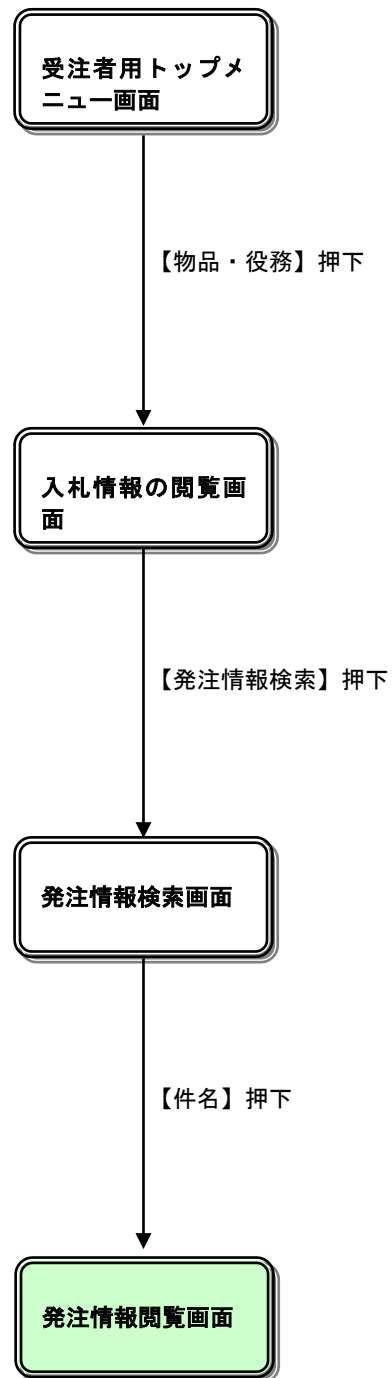 受注者用トップメ
ニュー画面
【物品・役務】押下
入札情報の閲覧画
面
【発注情報検索】押下
発注情報検索画面
【件名】押下
発注情報閲覧画面